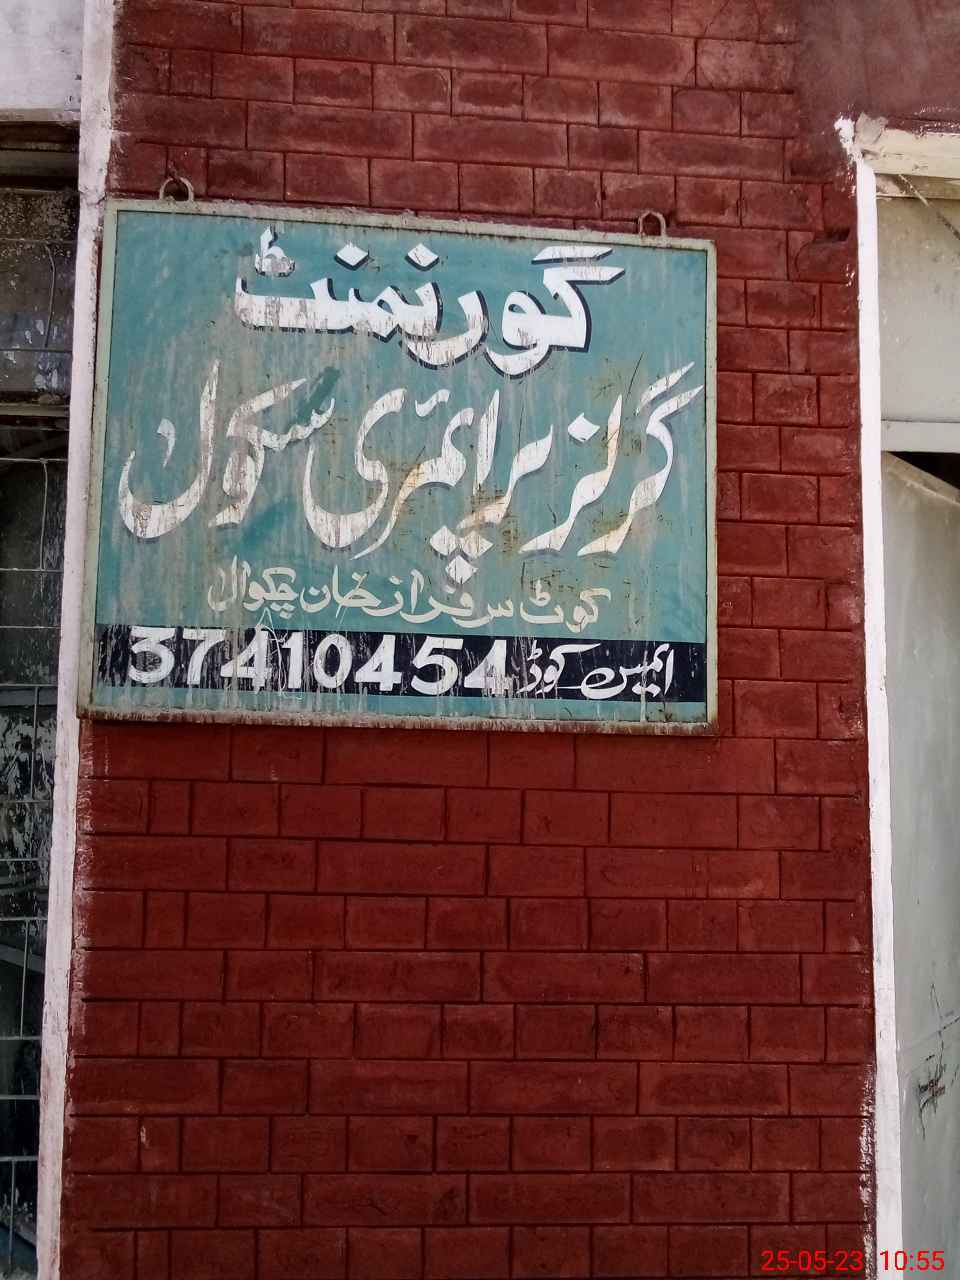 گورنمنٹ
گرلز پرائمری سکول
کوٹ سرفراز خان چکوال
ایمس کوڈ 37410454
25-05-23 10:55